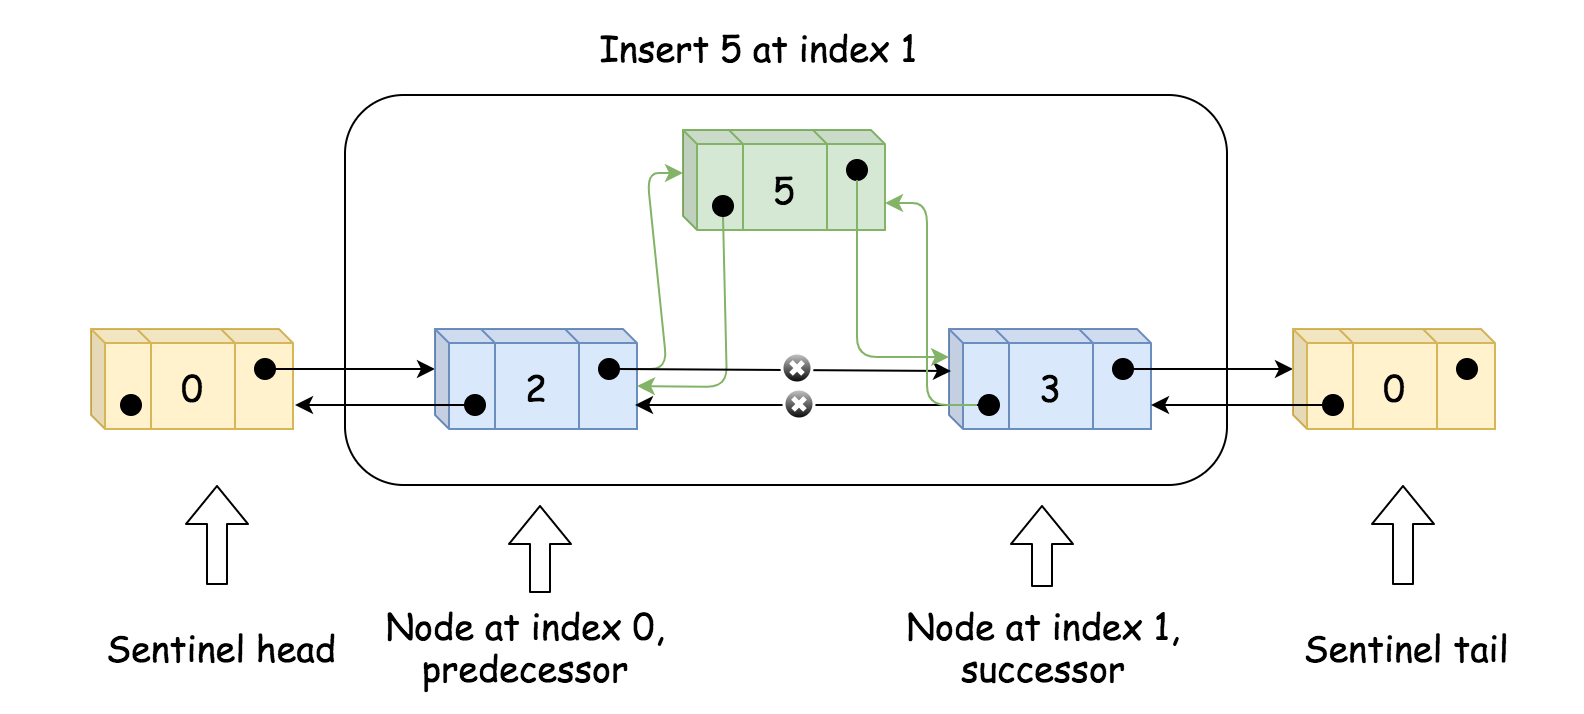 Insert 5 at index 1
5
0
2
3
0
Sentinel head
Node at index 0,
predecessor
Node at index 1,
successor
Sentinel tail